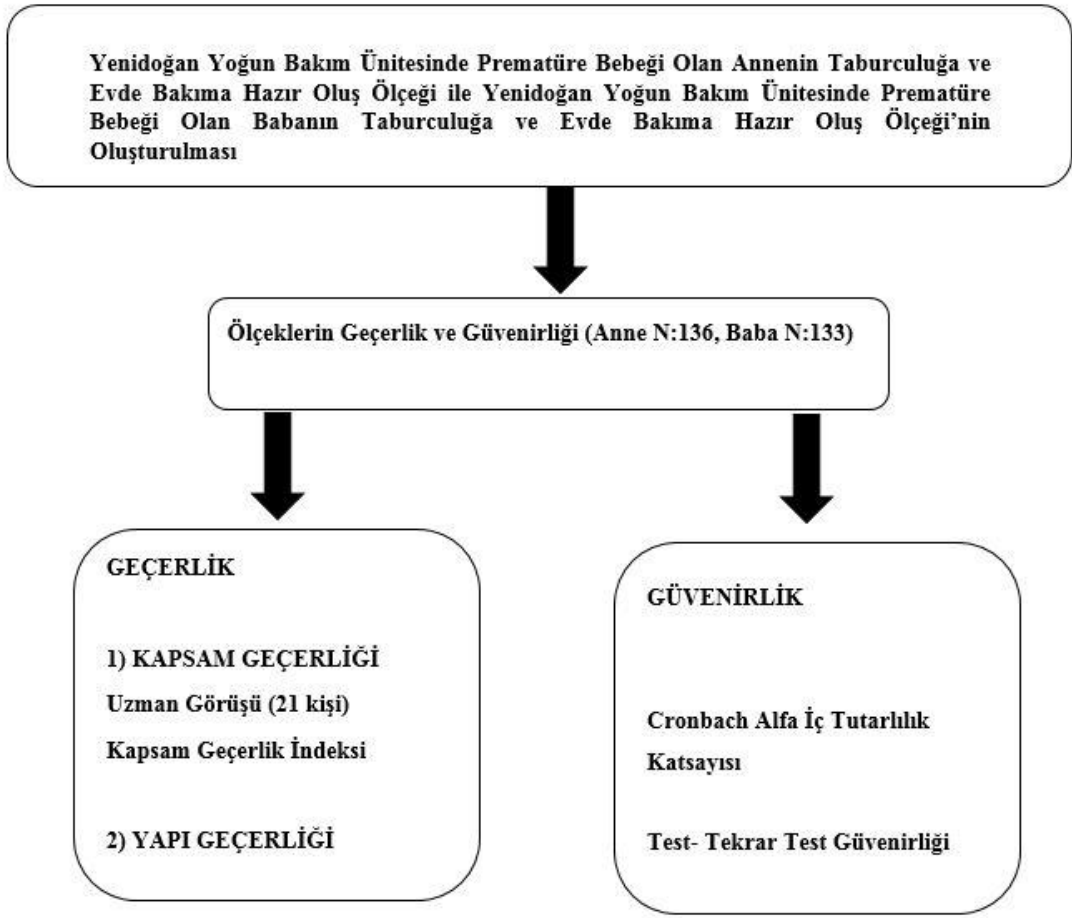 Yenidoğan Yoğun Bakım Ünitesinde Prematüre Bebeği Olan Annenin Taburculuğa ve
Evde Bakıma Hazır Oluş Ölçeği ile Yenidoğan Yoğun Bakım Ünitesinde Prematüre
Bebeği Olan Babanın Taburculuğa ve Evde Bakıma Hazır Oluş Ölçeği’nin
Oluşturulması
Ölçeklerin Geçerlik ve Güvenirliği (Anne N:136, Baba N:133)
GEÇERLİK
1) KAPSAM GEÇERLİĞİ
Uzman Görüşü (21 kişi)
Kapsam Geçerlik İndeksi
2) YAPI GEÇERLİĞİ
GÜVENİRLİK
Cronbach Alfa İç Tutarlılık
Katsayısı
Test- Tekrar Test Güvenirliği